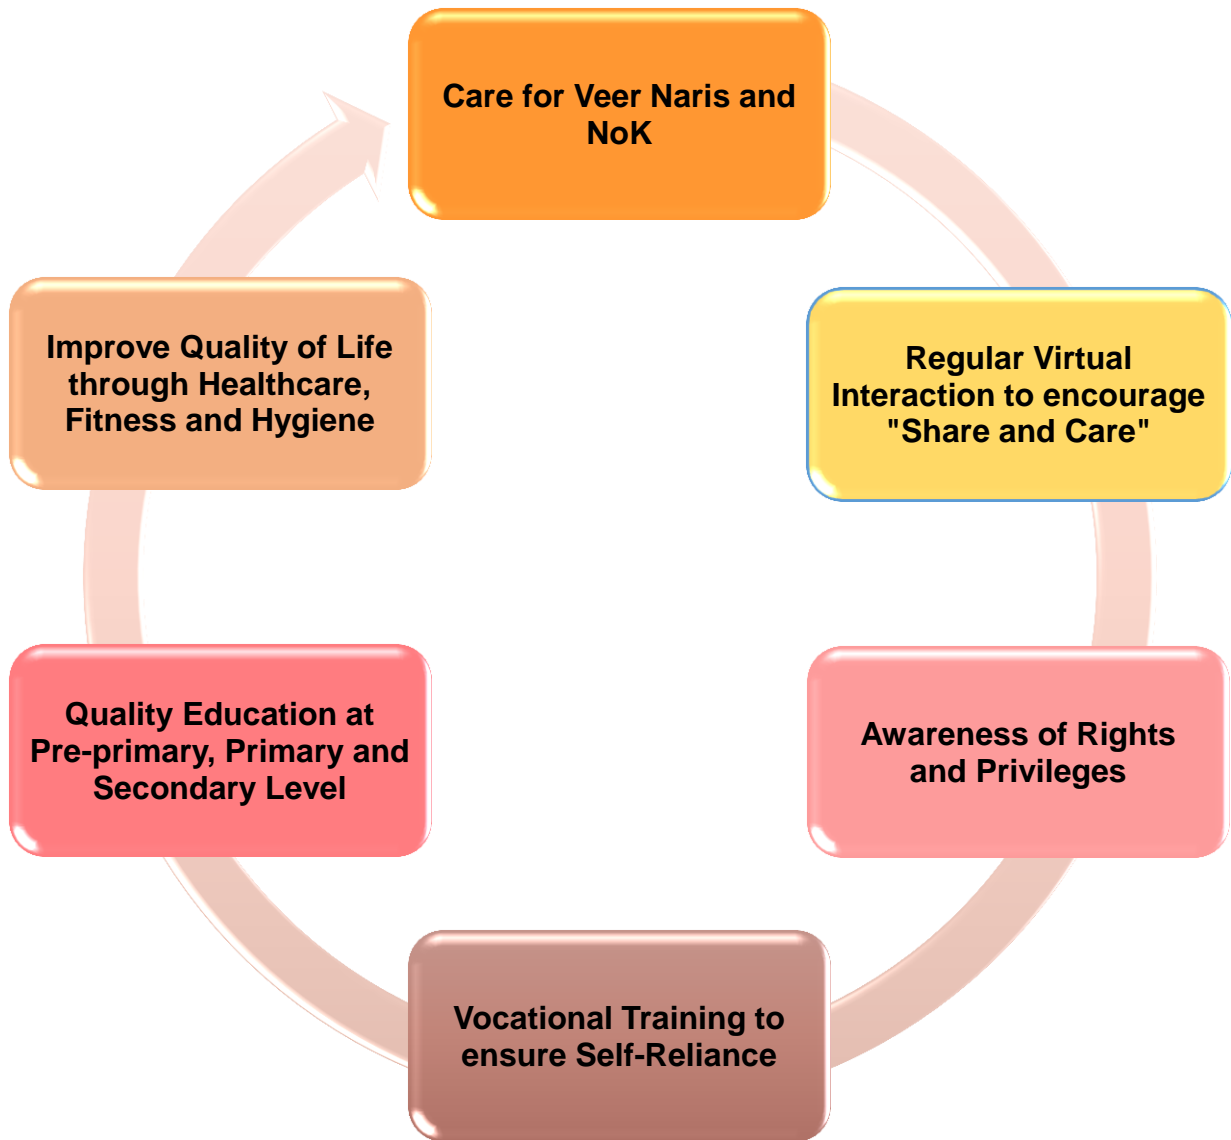 Care for Veer Naris and
NoK
Regular Virtual
Interaction to encourage
"Share and Care"
Awareness of Rights
and Privileges
Vocational Training to
ensure Self-Reliance
Quality Education at
Pre-primary, Primary and
Secondary Level
Improve Quality of Life
through Healthcare,
Fitness and Hygiene